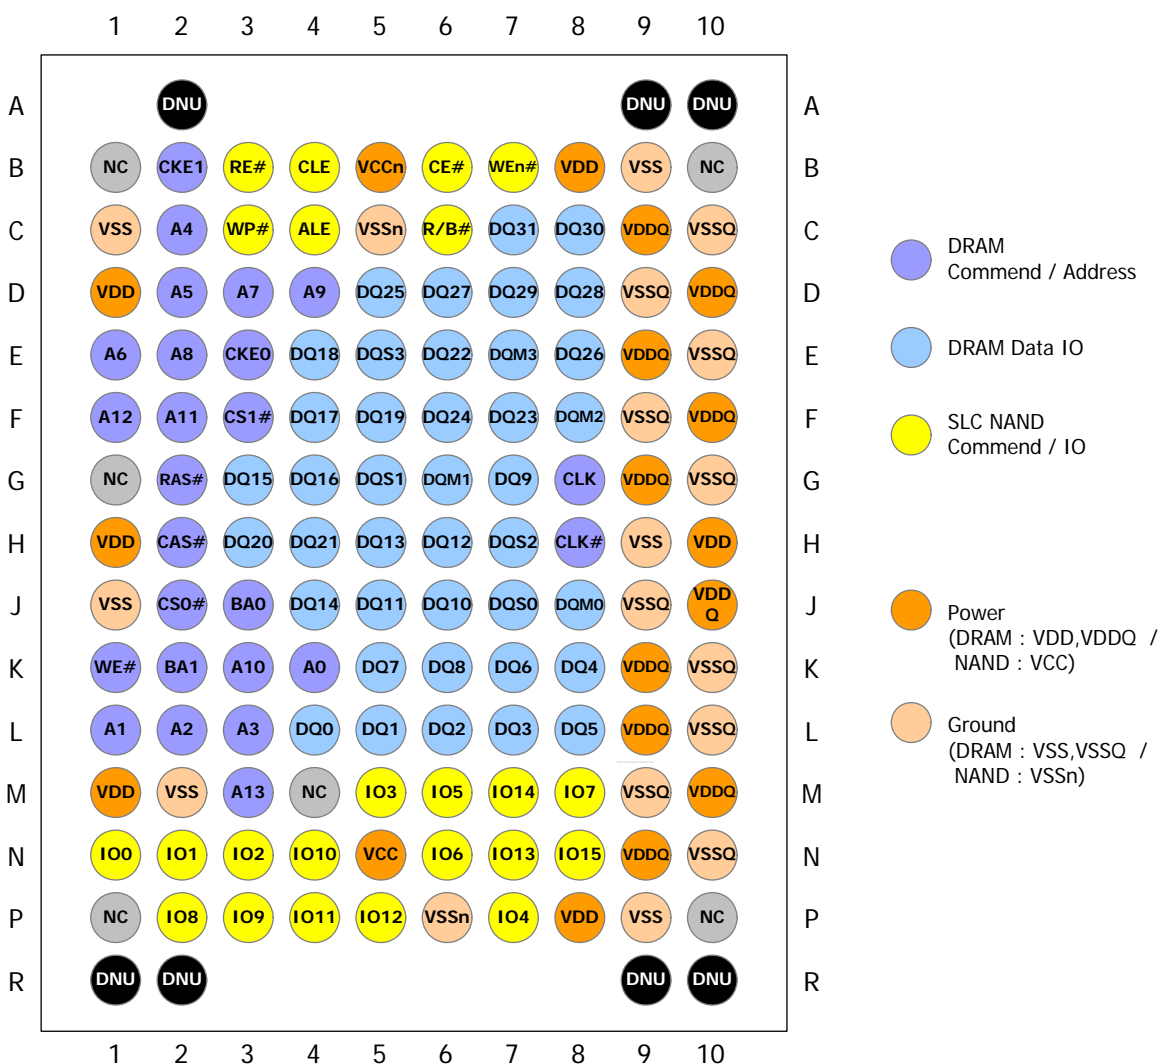 1 2 3 4 5 6 7 8 9 10
A DNU DNU DNU A
B NC CKE1 RE# CLE VCCn CE# WEn# VDD VSS NC B
C VSS A4 WP# ALE VSSn R/B# DQ31 DQ30 VDDQ VSSQ C
D VDD A5 A7 A9 DQ25 DQ27 DQ29 DQ28 VSSQ VDDQ D
E A6 A8 CKE0 DQ18 DQS3 DQ22 DQM3 DQ26 VDDQ VSSQ E
F A12 A11 CS1# DQ17 DQ19 DQ24 DQ23 DQM2 VSSQ VDDQ F
G NC RAS# DQ15 DQ16 DQS1 DQM1 DQ9 CLK VDDQ VSSQ G
H VDD CAS# DQ20 DQ21 DQ13 DQ12 DQS2 CLK# VSS VDD H
J VSS CS0# BA0 DQ14 DQ11 DQ10 DQS0 DQM0 VSSQ VDD J
Q
K WE# BA1 A10 A0 DQ7 DQ8 DQ6 DQ4 VDDQ VSSQ K
L A1 A2 A3 DQ0 DQ1 DQ2 DQ3 DQ5 VDDQ VSSQ L
M VDD VSS A13 NC IO3 IO5 IO14 IO7 VSSQ VDDQ M
N IO0 IO1 IO2 IO10 VCC IO6 IO13 IO15 VDDQ VSSQ N
P NC IO8 IO9 IO11 IO12 VSSn IO4 VDD VSS NC P
R DNU DNU DNU DNU R
1 2 3 4 5 6 7 8 9 10
DRAM
Commend / Address
DRAM Data IO
SLC NAND
Command / IO
Power
(DRAM : VDD,VDDQ /
NAND : VCC)
Ground
(DRAM : VSS,VSSQ /
NAND : VSSn)